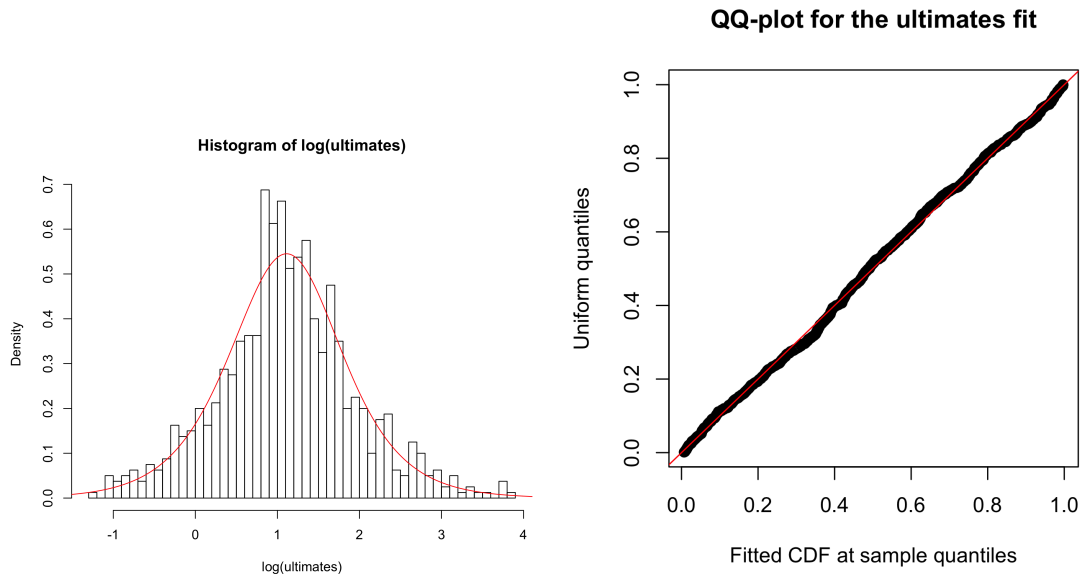 Histogram of log(ultimates)
Density
0.0 0.1 0.2 0.3 0.4 0.5 0.6 0.7
-1 0 1 2 3 4
log(ultimates)
QQ-plot for the ultimates fit
Uniform quantiles
0.0 0.2 0.4 0.6 0.8 1.0
0.0 0.2 0.4 0.6 0.8 1.0
Fitted CDF at sample quantiles